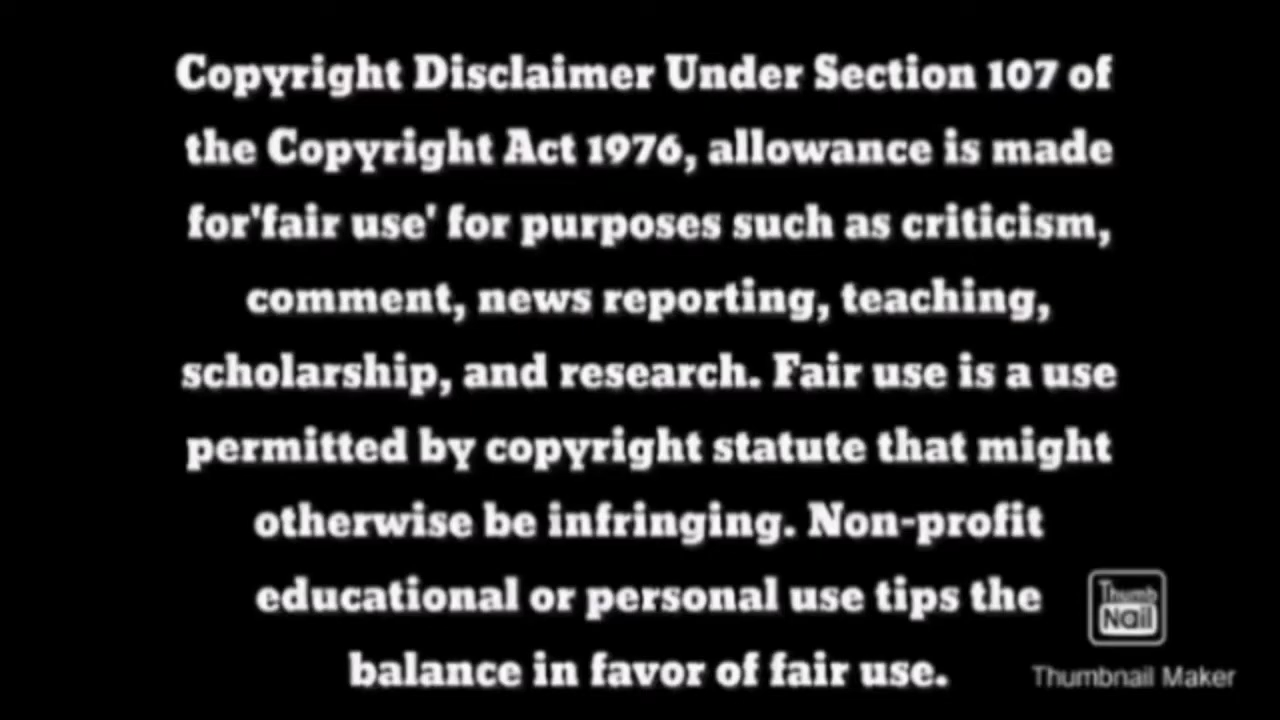 Copyright Disclaimer Under Section 107 of
the Copyright Act 1976, allowance is made
for'fair use' for purposes such as criticism,
comment, news reporting, teaching,
scholarship, and research. Fair use is a use
permitted by copyright statute that might
otherwise be infringing. Non-profit
educational or personal use tips the
balance in favor of fair use.
Thumb
Nail
Thumbnail Maker